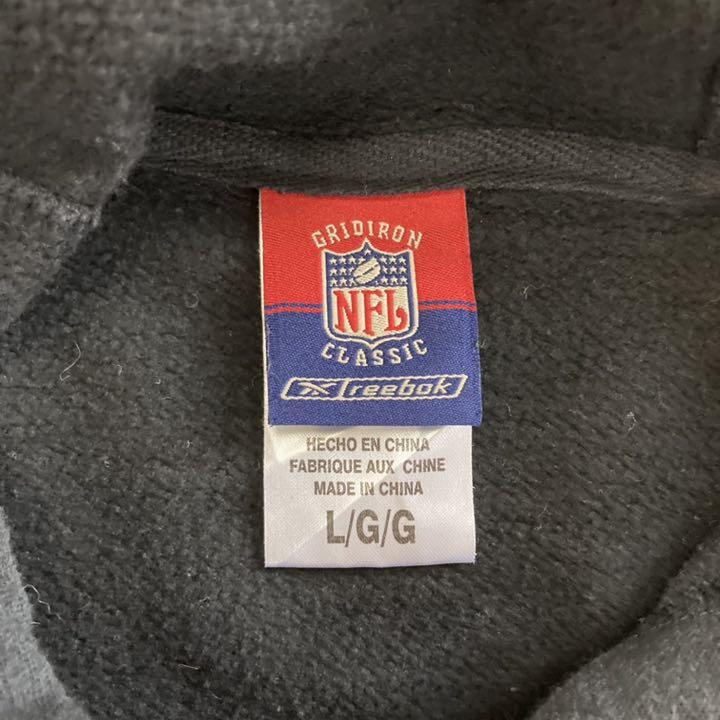 GRIDIRON
NFL
CLASSIC
reebok
HECHO EN CHINA
FABRIQUE AUX CHINE
MADE IN CHINA
L/G/G